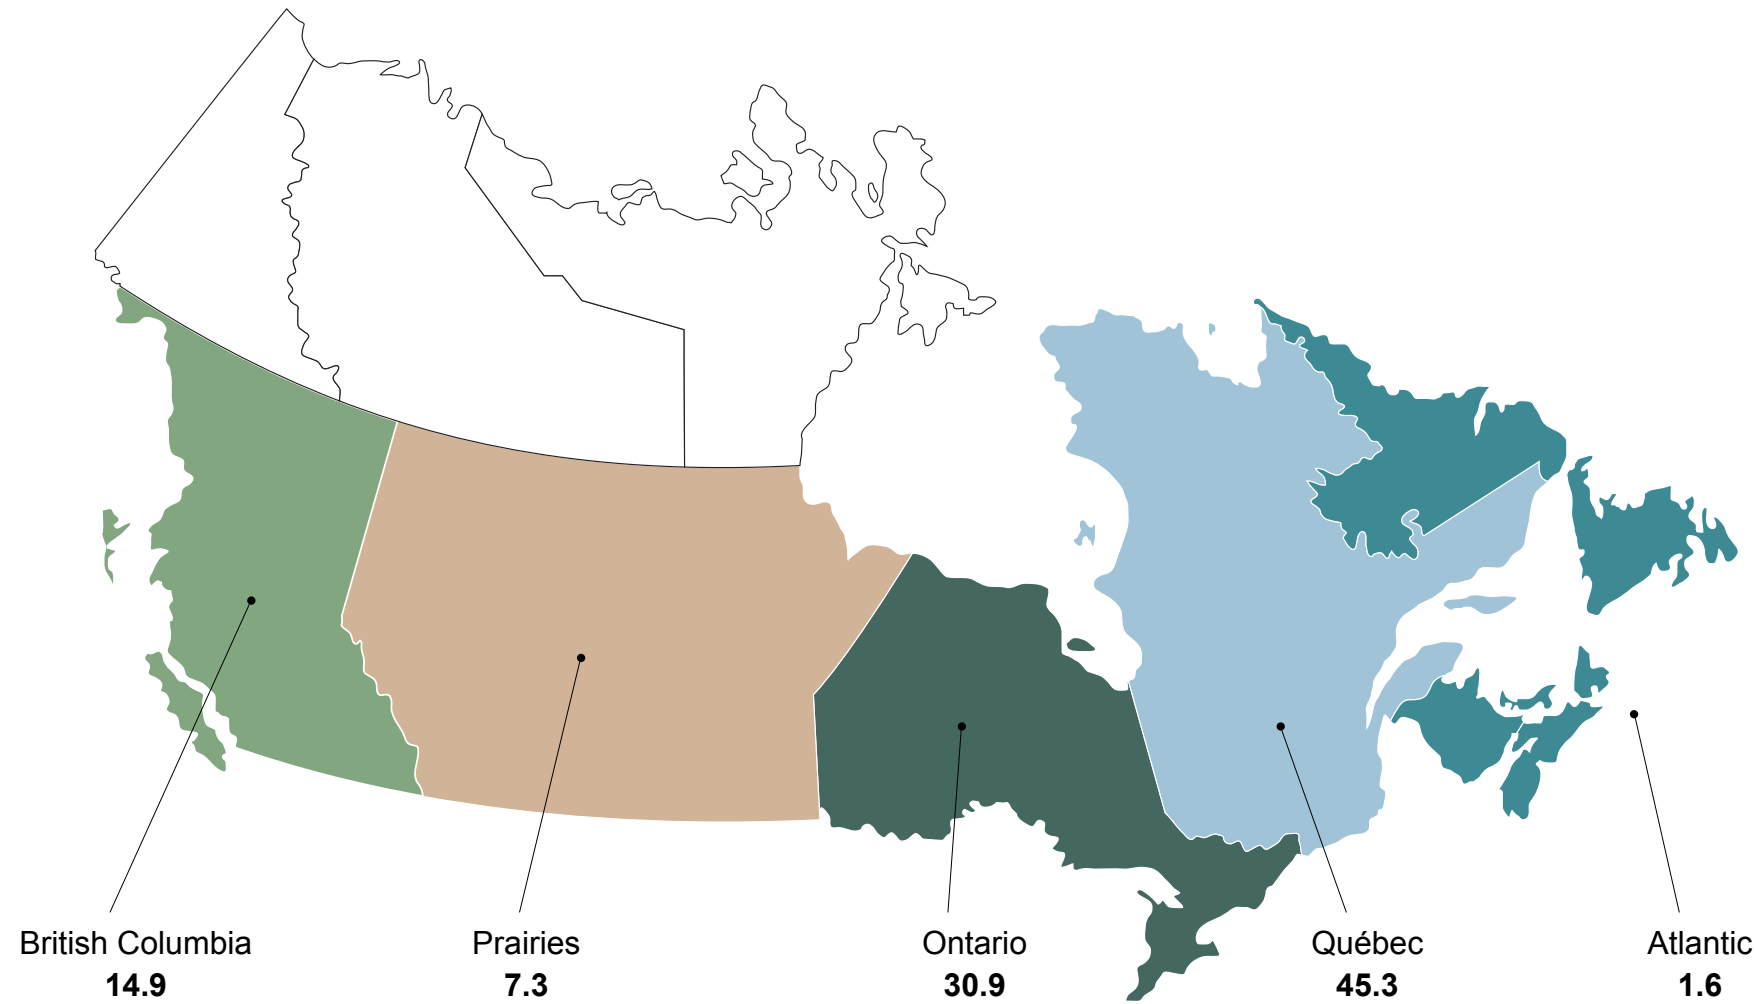 British Columbia
14.9
Prairies
7.3
Ontario
30.9
Québec
45.3
Atlantic
1.6